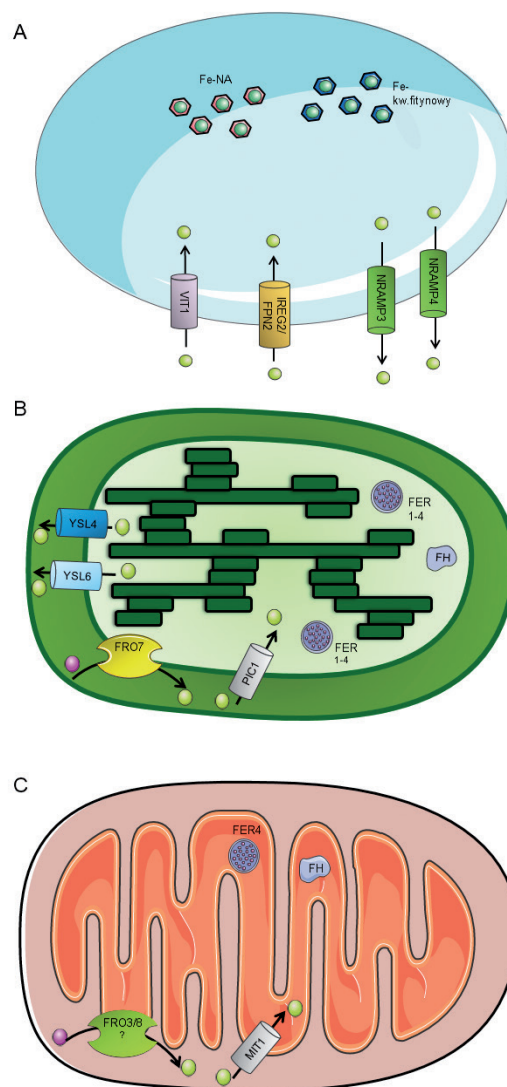 A
Fe-NA
Fe-
kw.fitynowy
VIT1
IREG2/
FPN2
NRAMP3
NRAMP4
B
YSL4
YSL6
FER
1-4
FH
FRO7
PIC1
FER
1-4
C
FER4
FH
FRO3/8
?
MIT1